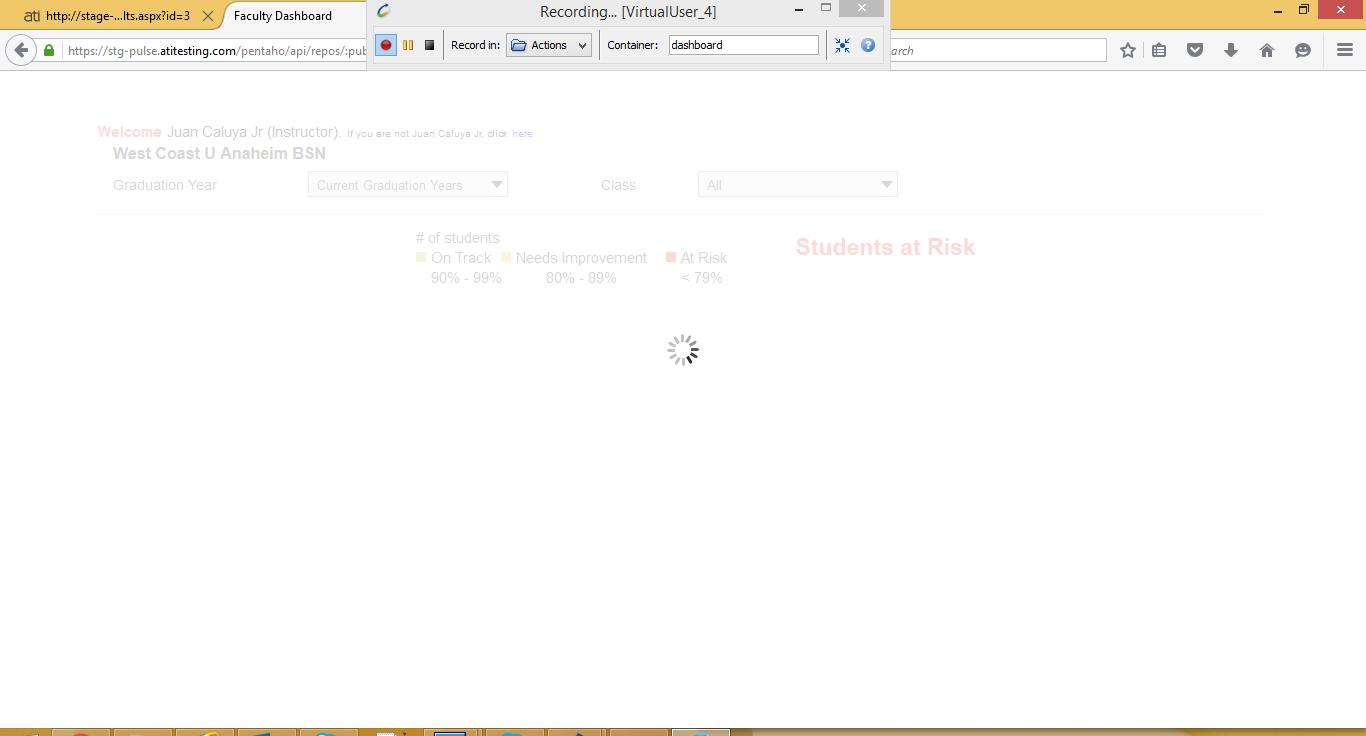 ati http://stage-...lts.aspx?id=3
Faculty Dashboard
Recording... [VirtualUser_4]
https://stg-pulse.atitesting.com/pentaho/api/repos/:pub
Record in: Actions Container: dashboard
arch
Welcome Juan Caluya Jr (Instructor). If you are not Juan Caluya Jr, click here
West Coast U Anaheim BSN
Graduation Year Current Graduation Years Class All
# of students
Students at Risk
On Track Needs Improvement At Risk
90% - 99% 80% - 89% < 79%